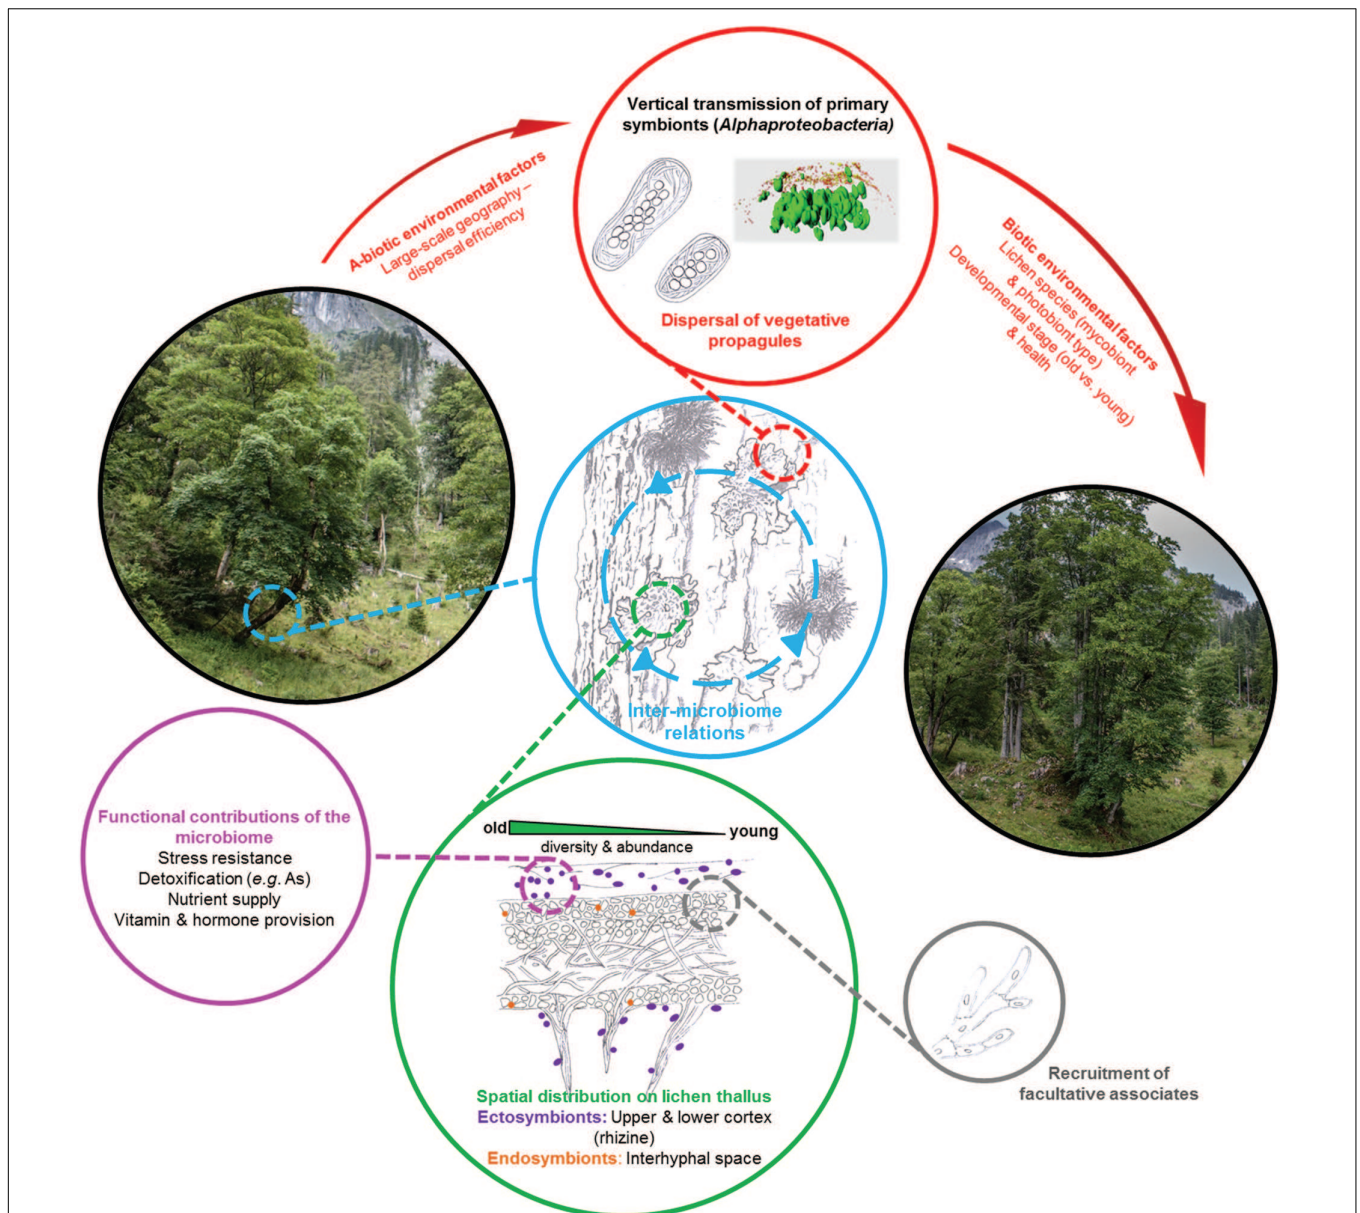 Vertical transmission of primary
symbionts (Alphaproteobacteria)
Dispersal of vegetative
propagules
A-biotic environmental factors
Large-scale geography –
dispersal efficiency
Biotic environmental factors
Lichen species (mycobiont
& photobiont type)
Developmental stage (old vs. young)
& health
Inter-microbiome
relations
Functional contributions of the
microbiome
Stress resistance
Detoxification (e.g. As)
Nutrient supply
Vitamin & hormone provision
old
young
diversity & abundance
Spatial distribution on lichen thallus
Ectosymbionts: Upper & lower cortex
(rhizine)
Endosymbionts: Interhyphal space
Recruitment of
facultative associates